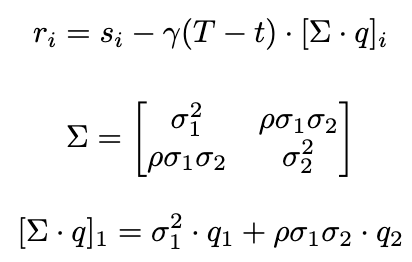 r_i = s_i − γ(T − t) · [Σ · q]_i
Σ = [σ_1^2 ρσ_1σ_2
ρσ_1σ_2 σ_2^2]
[Σ · q]_1 = σ_1^2 · q_1 + ρσ_1σ_2 · q_2